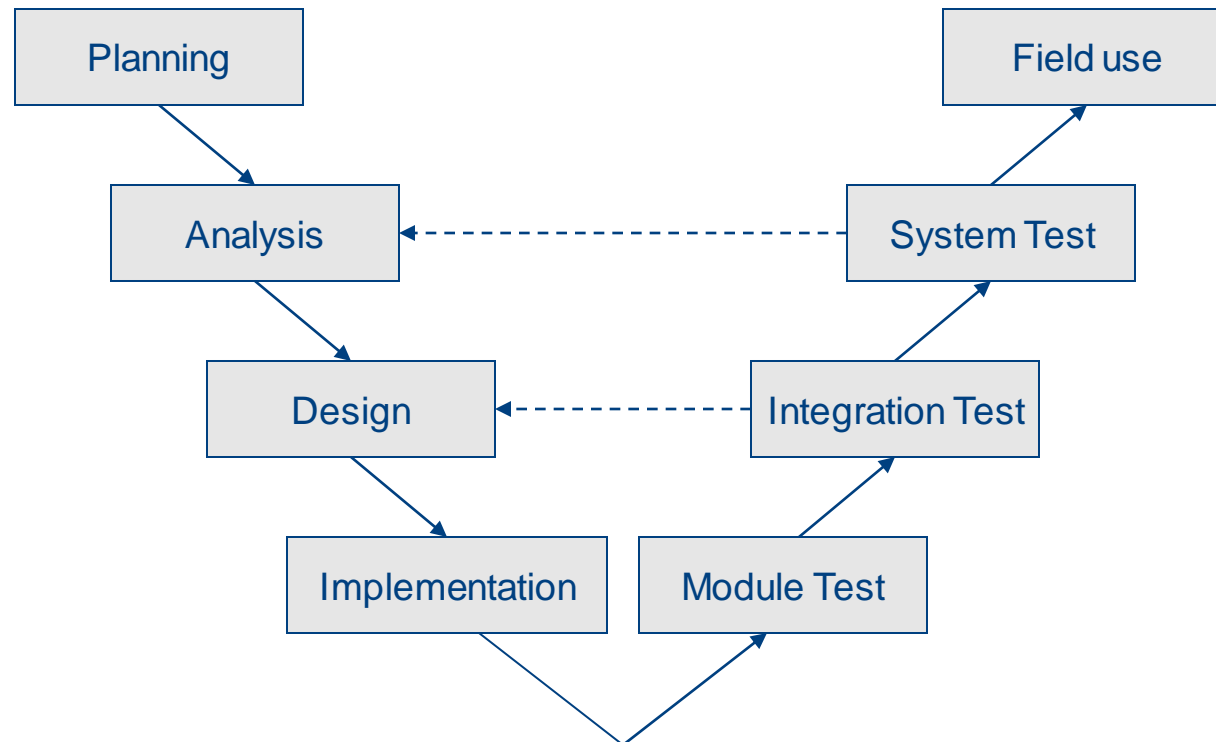 Planning
Field use
Analysis
System Test
Design
Integration Test
Implementation
Module Test